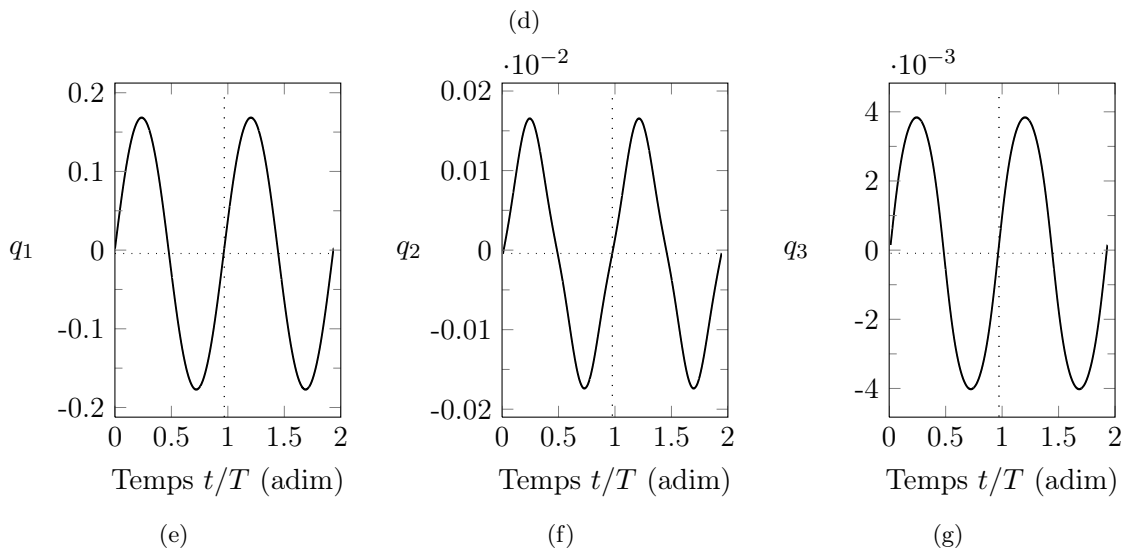 (d)
·10⁻²
·10⁻³
0.2
0.1
0
-0.1
-0.2
q₁
0 0.5 1 1.5 2
Temps t/T (adim)
(e)
0.02
0.01
0
-0.01
-0.02
q₂
0 0.5 1 1.5 2
Temps t/T (adim)
(f)
4
2
0
-2
-4
q₃
0 0.5 1 1.5 2
Temps t/T (adim)
(g)